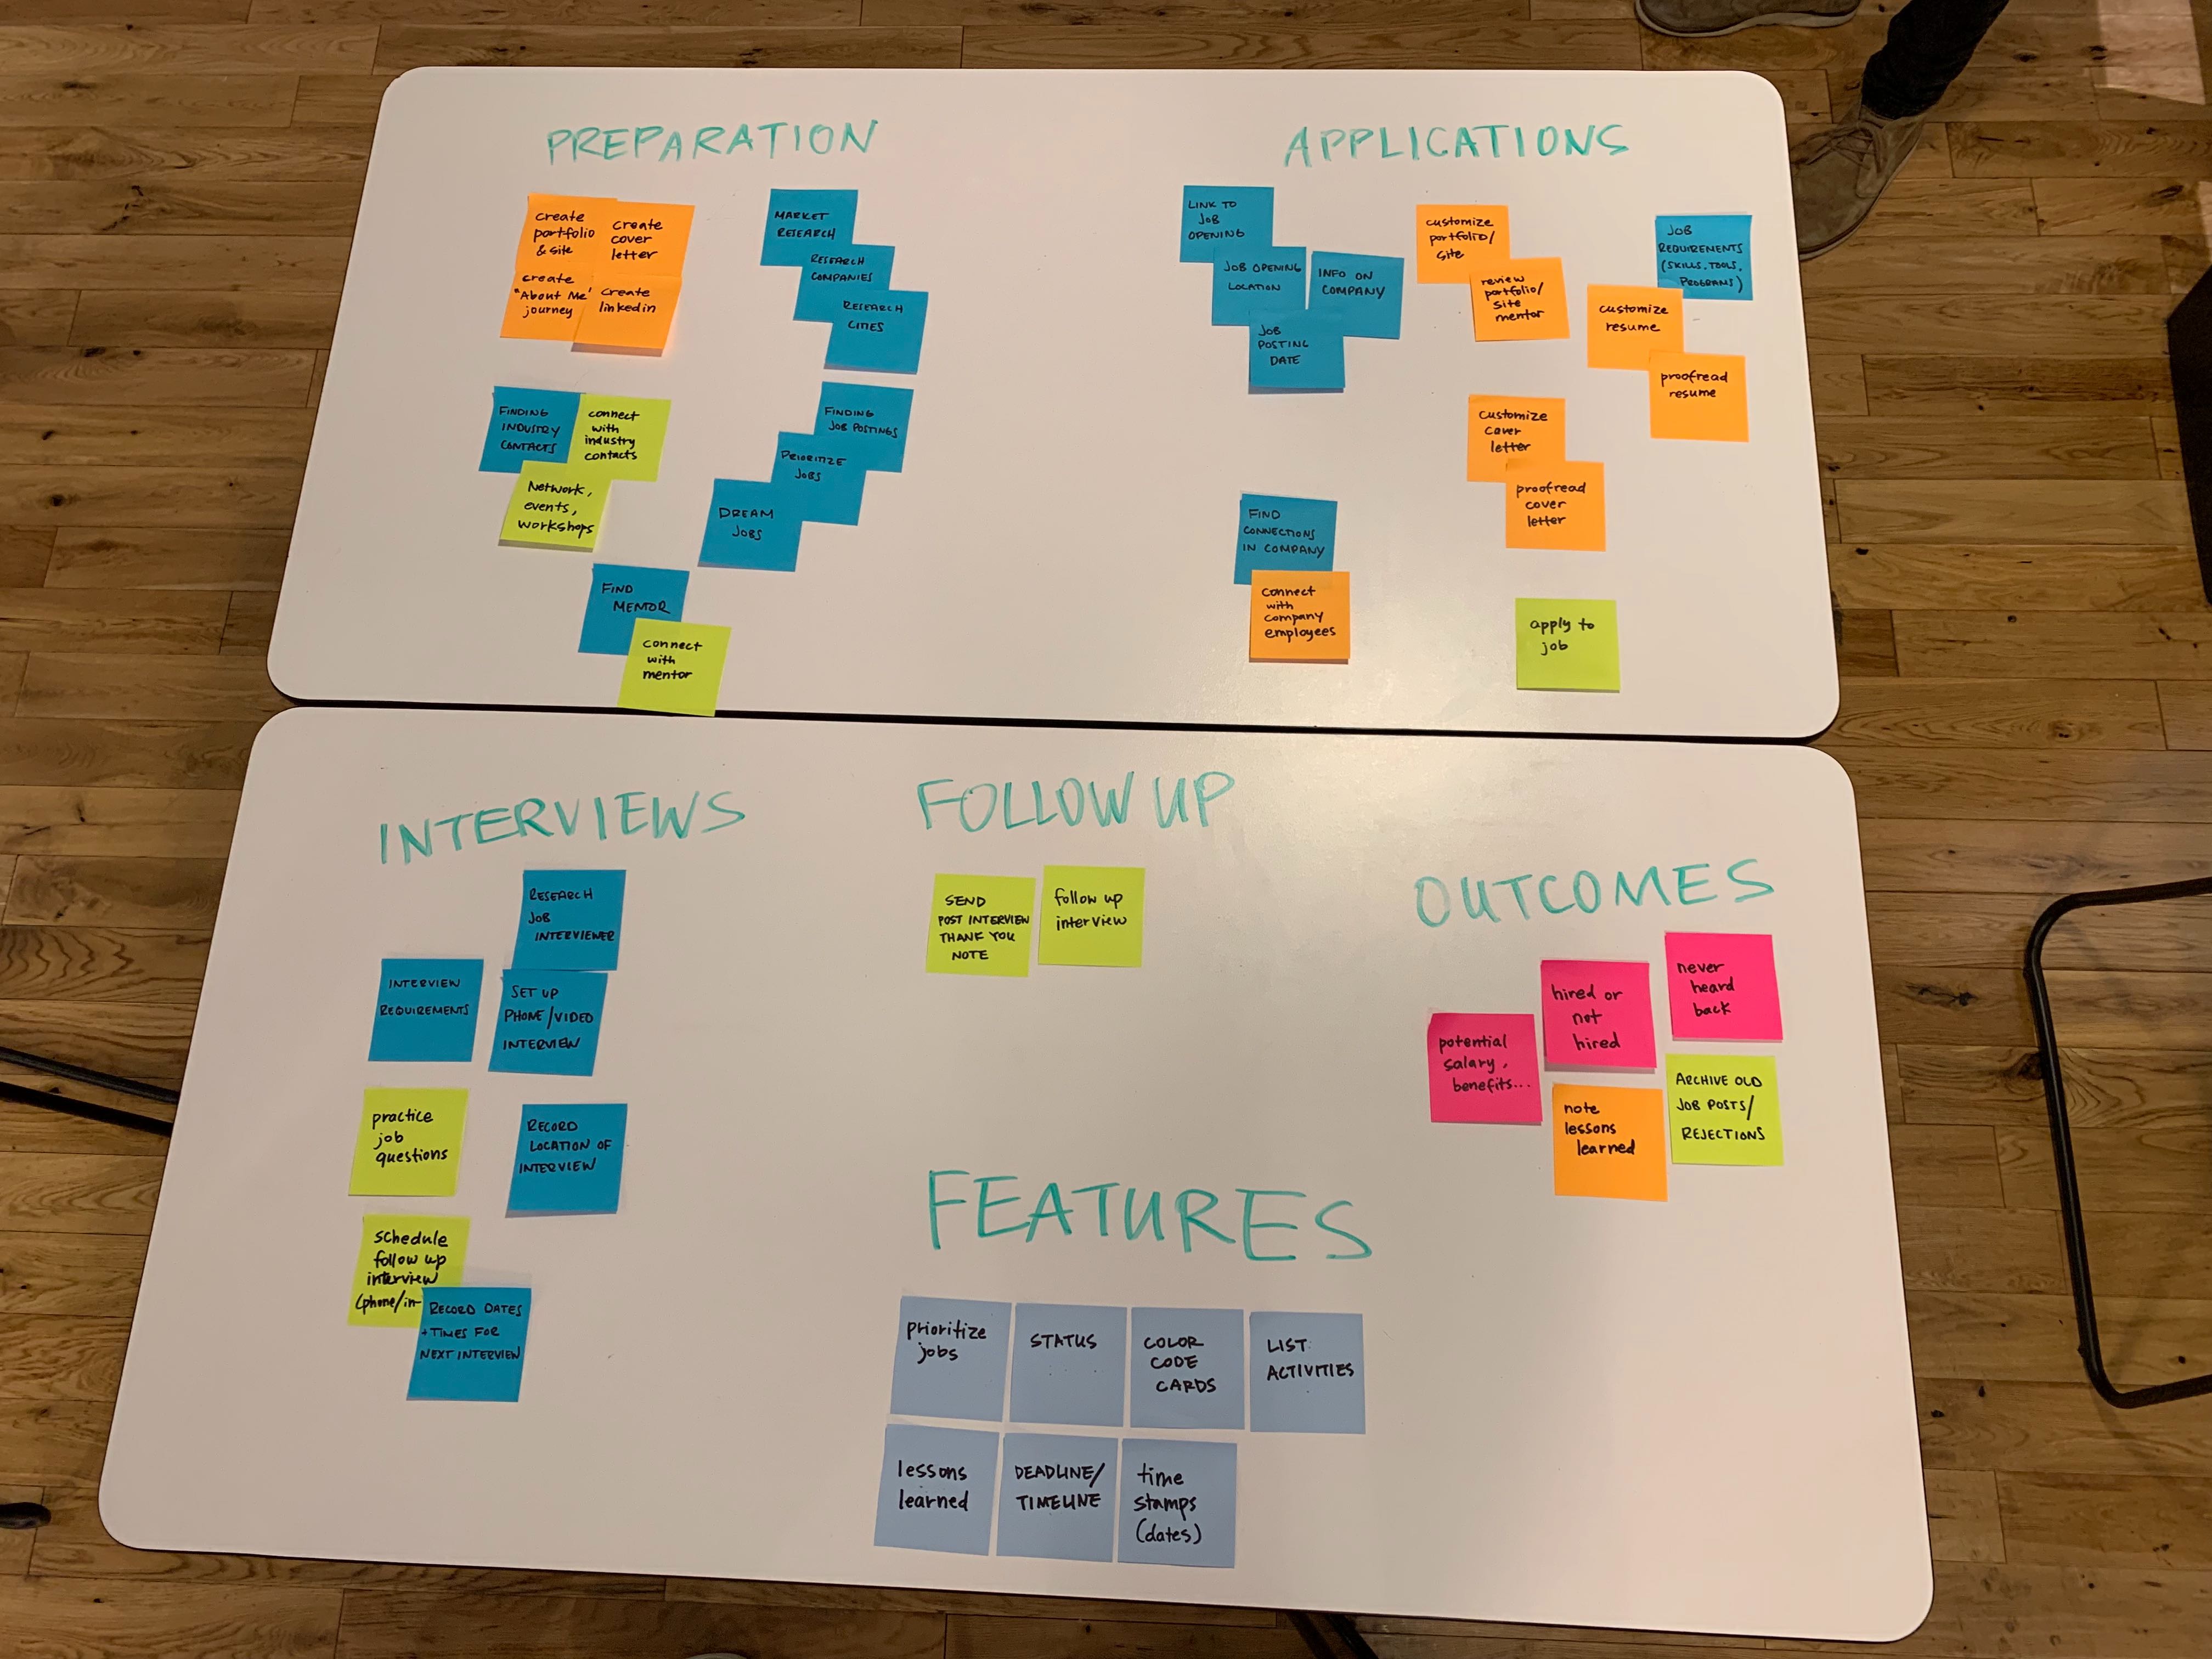 PREPARATION
create
portfolio
& site
create
cover
letter
create
"About Me"
journey
create
linkedin
MARKET
RESEARCH
RESEARCH
COMPANIES
RESEARCH
CITIES
FINDING
INDUSTRY
CONTACTS
connect
with
industry
contacts
Network,
events,
workshops
FINDING
JOB POSTINGS
PRIORITIZE
JOBS
DREAM
JOBS
FIND
MENTOR
connect
with
mentor
APPLICATIONS
LINK TO
JOB
OPENING
JOB OPENING
LOCATION
INFO ON
COMPANY
JOB
POSTING
DATE
customize
portfolio/
site
review
portfolio/
site
mentor
JOB
REQUIREMENTS
(SKILLS, TOOLS,
PROGRAMS)
customize
resume
proofread
resume
customize
cover
letter
proofread
cover
letter
FIND
CONNECTIONS
IN COMPANY
connect
with
company
employees
apply to
job
INTERVIEWS
RESEARCH
JOB
INTERVIEWER
INTERVIEW
REQUIREMENTS
SET UP
PHONE/VIDEO
INTERVIEW
practice
job
questions
RECORD
LOCATION OF
INTERVIEW
schedule
follow up
interview
(phone/in-
RECORD DATES
+ TIMES FOR
NEXT INTERVIEW
FOLLOW UP
SEND
POST INTERVIEW
THANK YOU
NOTE
follow up
interview
OUTCOMES
potential
salary,
benefits...
hired or
not
hired
never
heard
back
note
lessons
learned
ARCHIVE OLD
JOB POSTS/
REJECTIONS
FEATURES
prioritize
jobs
STATUS
COLOR
CODE
CARDS
LIST
ACTIVITIES
lessons
learned
DEADLINE/
TIMELINE
time
stamps
(dates)